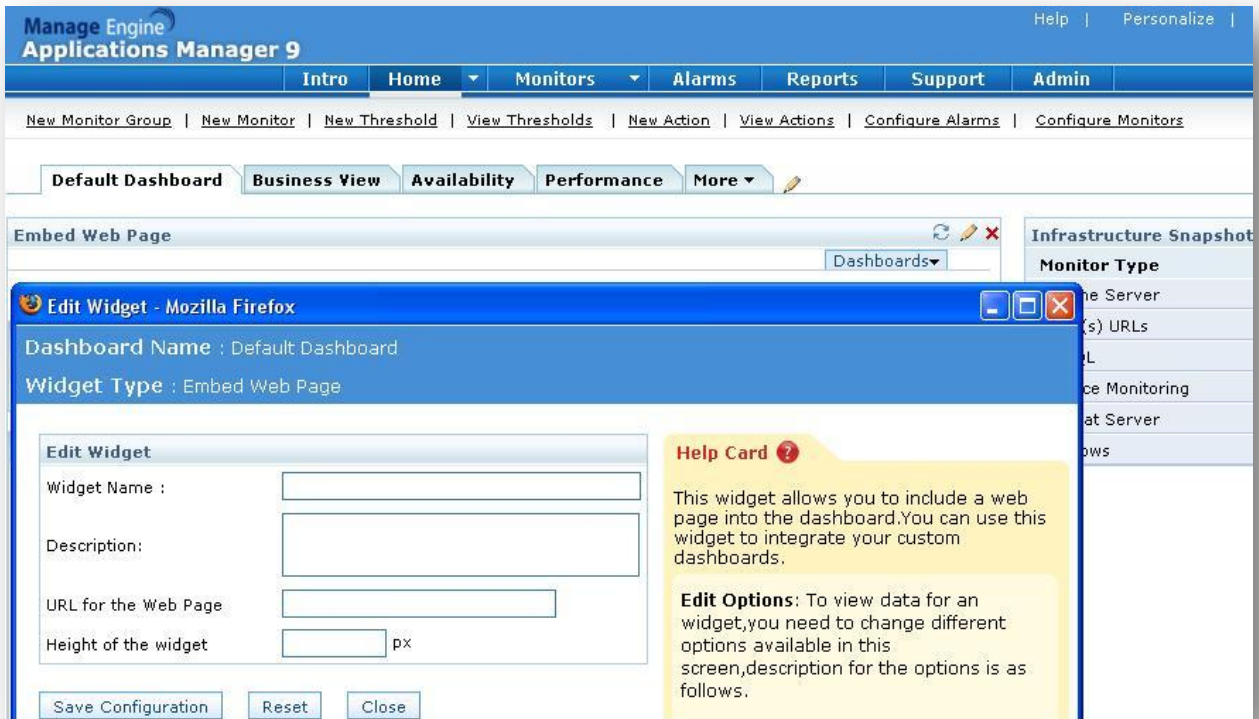 Help | Personalize |
Manage Engine
Applications Manager 9
Intro Home Monitors Alarms Reports Support Admin
New Monitor Group | New Monitor | New Threshold | View Thresholds | New Action | View Actions | Configure Alarms | Configure Monitors
Default Dashboard Business View Availability Performance More
Embed Web Page
Dashboards
Infrastructure Snapshot
Monitor Type
Server
(s) URLs
Monitoring
Server
Edit Widget - Mozilla Firefox
Dashboard Name : Default Dashboard
Widget Type : Embed Web Page
Edit Widget
Widget Name :
Description:
URL for the Web Page
Height of the widget px
Save Configuration Reset Close
Help Card ?
This widget allows you to include a web
page into the dashboard.You can use this
widget to integrate your custom
dashboards.
Edit Options: To view data for an
widget,you need to change different
options available in this
screen,description for the options is as
follows.